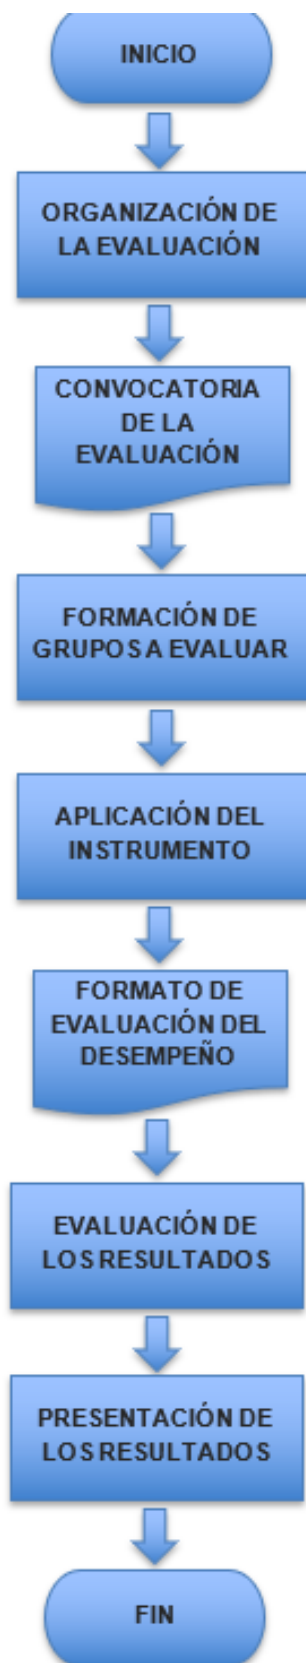 INICIO
ORGANIZACIÓN DE
LA EVALUACIÓN
CONVOCATORIA
DE LA
EVALUACIÓN
FORMACIÓN DE
GRUPOS A EVALUAR
APLICACIÓN DEL
INSTRUMENTO
FORMATO DE
EVALUACIÓN DEL
DESEMPEÑO
EVALUACIÓN DE
LOS RESULTADOS
PRESENTACIÓN DE
LOS RESULTADOS
FIN